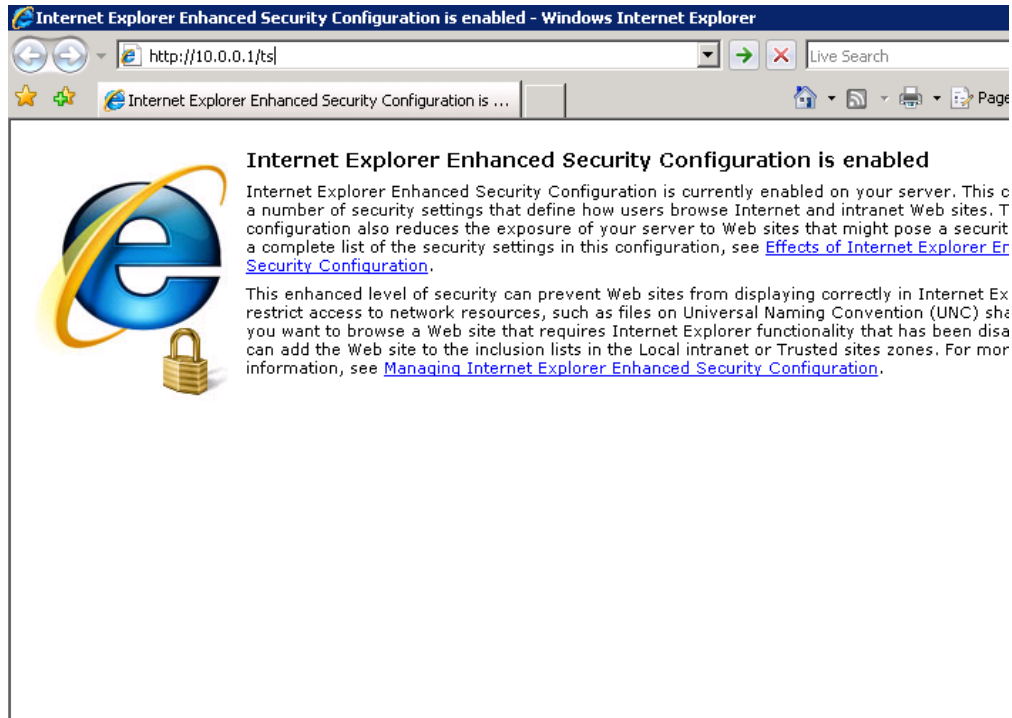 Internet Explorer Enhanced Security Configuration is enabled - Windows Internet Explorer
http://10.0.0.1/ts
Live Search
Internet Explorer Enhanced Security Configuration is ...
Page
Internet Explorer Enhanced Security Configuration is enabled
Internet Explorer Enhanced Security Configuration is currently enabled on your server. This c
a number of security settings that define how users browse Internet and intranet Web sites. T
configuration also reduces the exposure of your server to Web sites that might pose a securit
a complete list of the security settings in this configuration, see Effects of Internet Explorer En
Security Configuration.
This enhanced level of security can prevent Web sites from displaying correctly in Internet Ex
restrict access to network resources, such as files on Universal Naming Convention (UNC) sha
you want to browse a Web site that requires Internet Explorer functionality that has been disa
can add the Web site to the inclusion lists in the Local intranet or Trusted sites zones. For mor
information, see Managing Internet Explorer Enhanced Security Configuration.